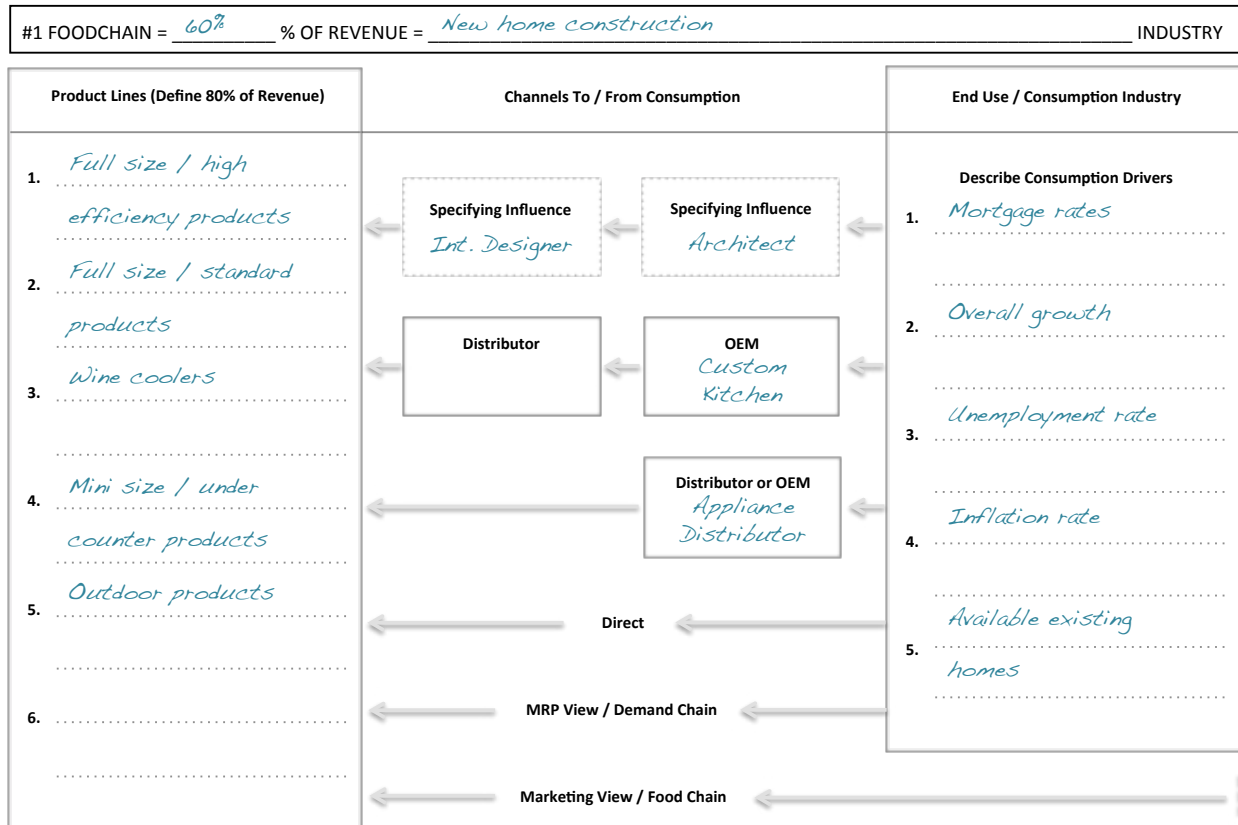 #1 FOODCHAIN = 60% % OF REVENUE = New home construction INDUSTRY
Product Lines (Define 80% of Revenue)
1. Full size / high
efficiency products
2. Full size / standard
products
3. Wine coolers
4. Mini size / under
counter products
5. Outdoor products
6.
Channels To / From Consumption
Specifying Influence
Int. Designer
Specifying Influence
Architect
Distributor
OEM
Custom
Kitchen
Distributor or OEM
Appliance
Distributor
Direct
MRP View / Demand Chain
Marketing View / Food Chain
End Use / Consumption Industry
Describe Consumption Drivers
1. Mortgage rates
2. Overall growth
3. Unemployment rate
4. Inflation rate
5. Available existing
homes